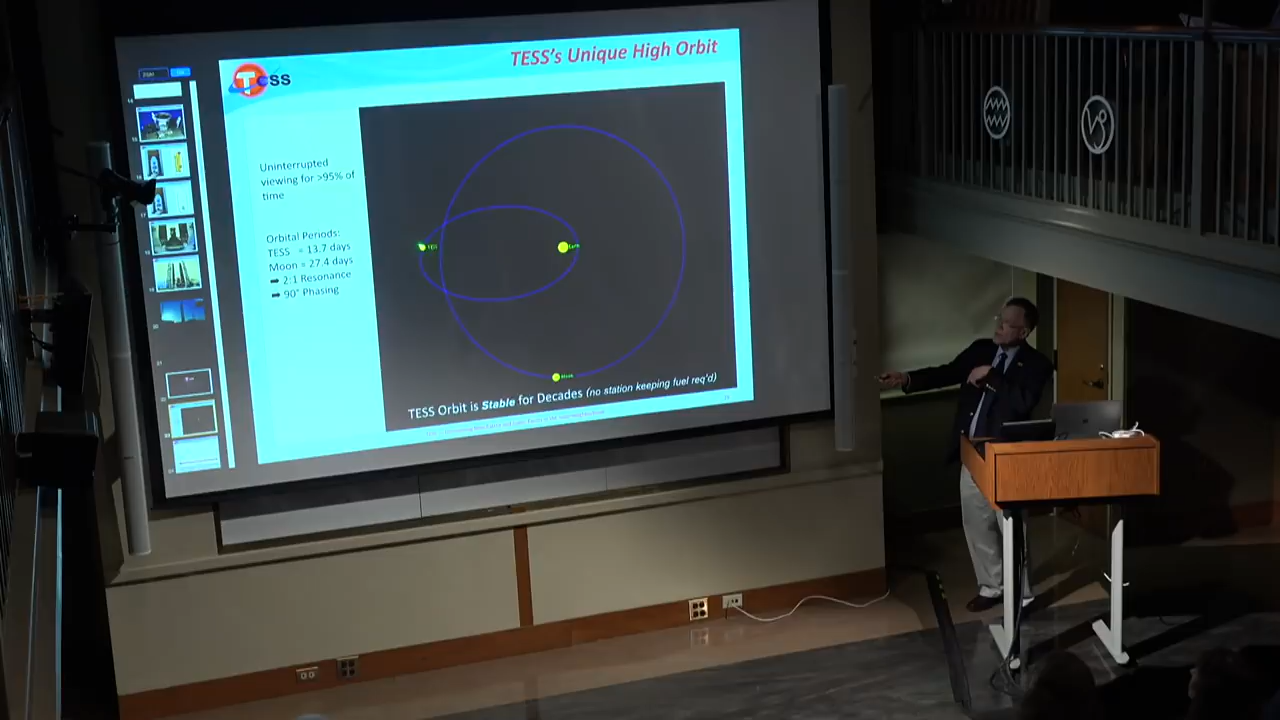 TESS's Unique High Orbit
TESS
Uninterrupted
viewing for >95% of
time
Orbital Periods:
TESS = 13.7 days
Moon = 27.4 days
➡ 2:1 Resonance
➡ 90° Phasing
TESS
Earth
Moon
TESS Orbit is Stable for Decades (no station keeping fuel req'd)